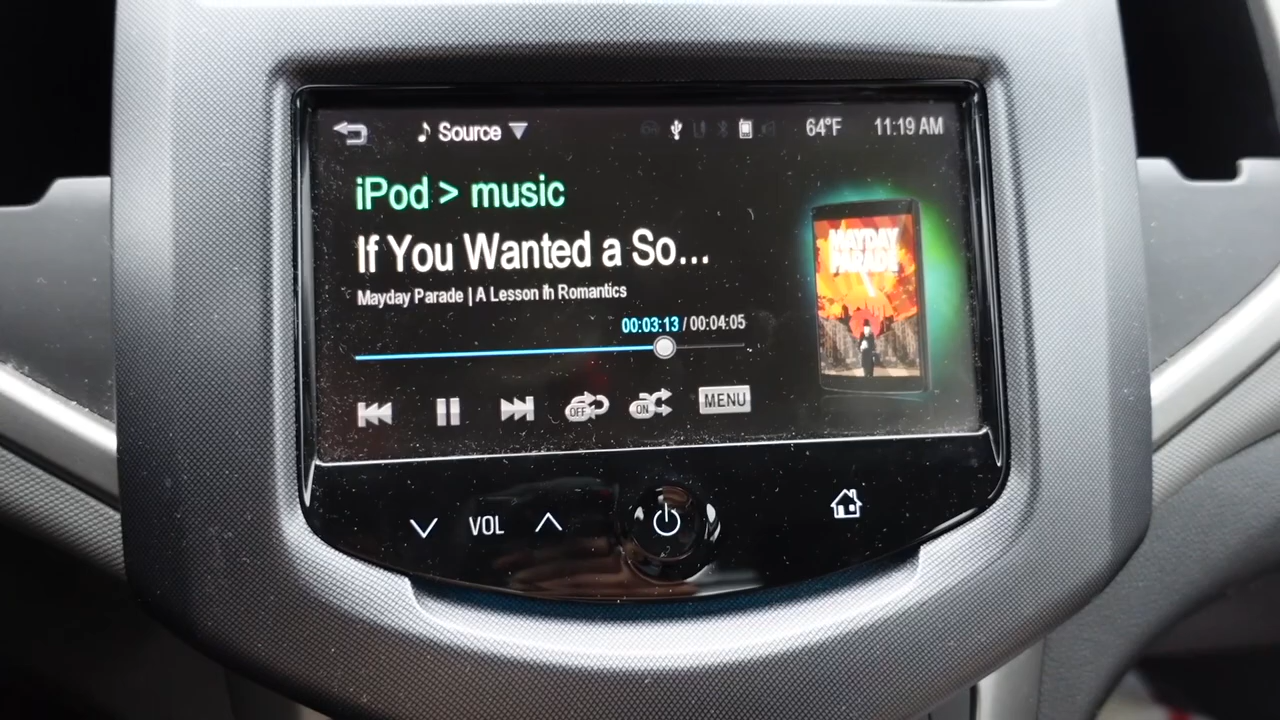 Source 64°F 11:19 AM
iPod > music
If You Wanted a So...
Mayday Parade | A Lesson in Romantics
00:03:13 / 00:04:05
OFF ON MENU
MAYDAY
PARADE
VOL